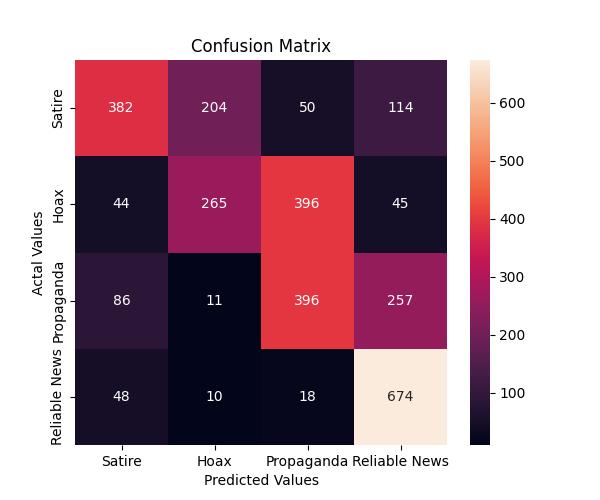 Confusion Matrix
Actal Values
Satire
382 204 50 114
Hoax
44 265 396 45
Propaganda
86 11 396 257
Reliable News
48 10 18 674
Satire Hoax Propaganda Reliable News
Predicted Values
600
500
400
300
200
100